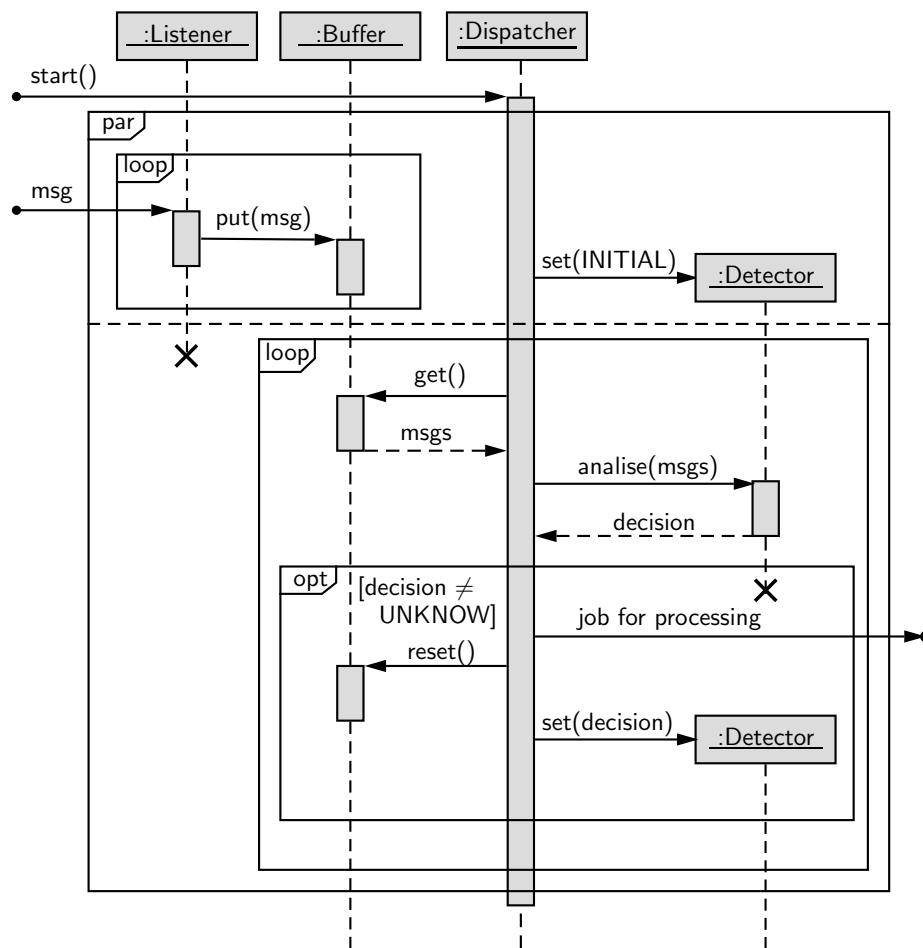 :Listener
:Buffer
:Dispatcher
start()
par
loop
msg
put(msg)
set(INITIAL)
:Detector
loop
get()
msgs
analise(msgs)
decision
opt
[decision ≠
UNKNOW]
job for processing
reset()
set(decision)
:Detector